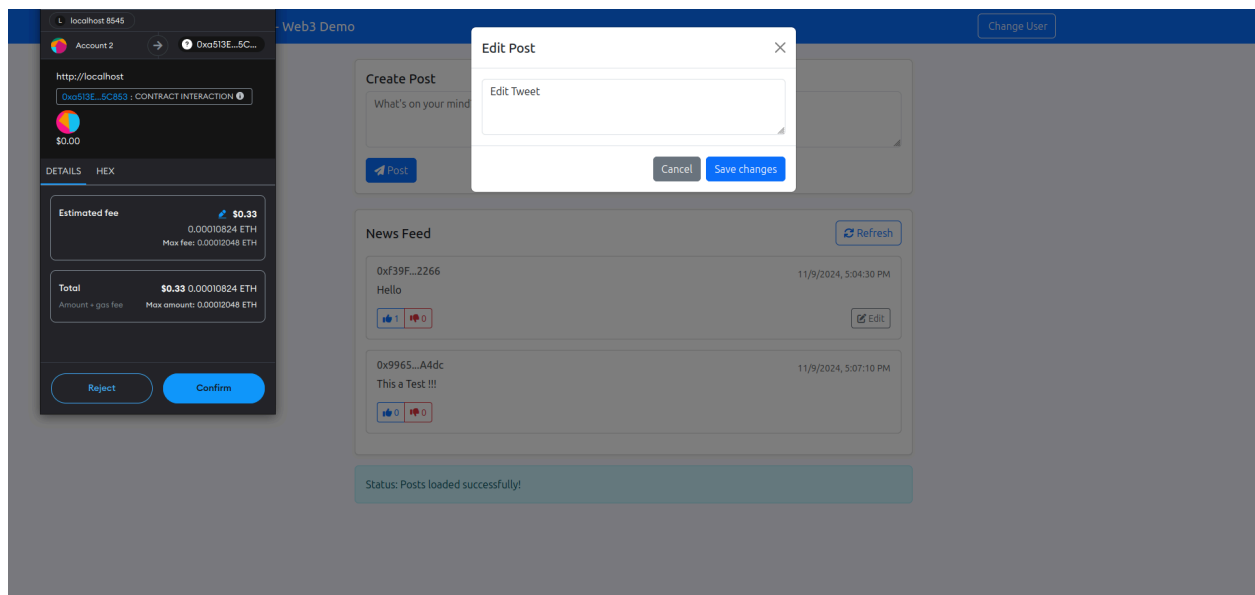 L localhost 8545
Account 2
0xa513E...5C...
http://localhost
0xa513E...5C853 : CONTRACT INTERACTION
$0.00
DETAILS HEX
Estimated fee $0.33
0.00010824 ETH
Max fee: 0.00012048 ETH
Total $0.33 0.00010824 ETH
Amount + gas fee Max amount: 0.00012048 ETH
Reject Confirm
- Web3 Demo
Change User
Edit Post
Edit Tweet
Cancel Save changes
Create Post
What's on your mind
Post
News Feed
Refresh
0xf39F...2266 11/9/2024, 5:04:30 PM
Hello
1 0
Edit
0x9965...A4dc 11/9/2024, 5:07:10 PM
This a Test !!!
0 0
Status: Posts loaded successfully!